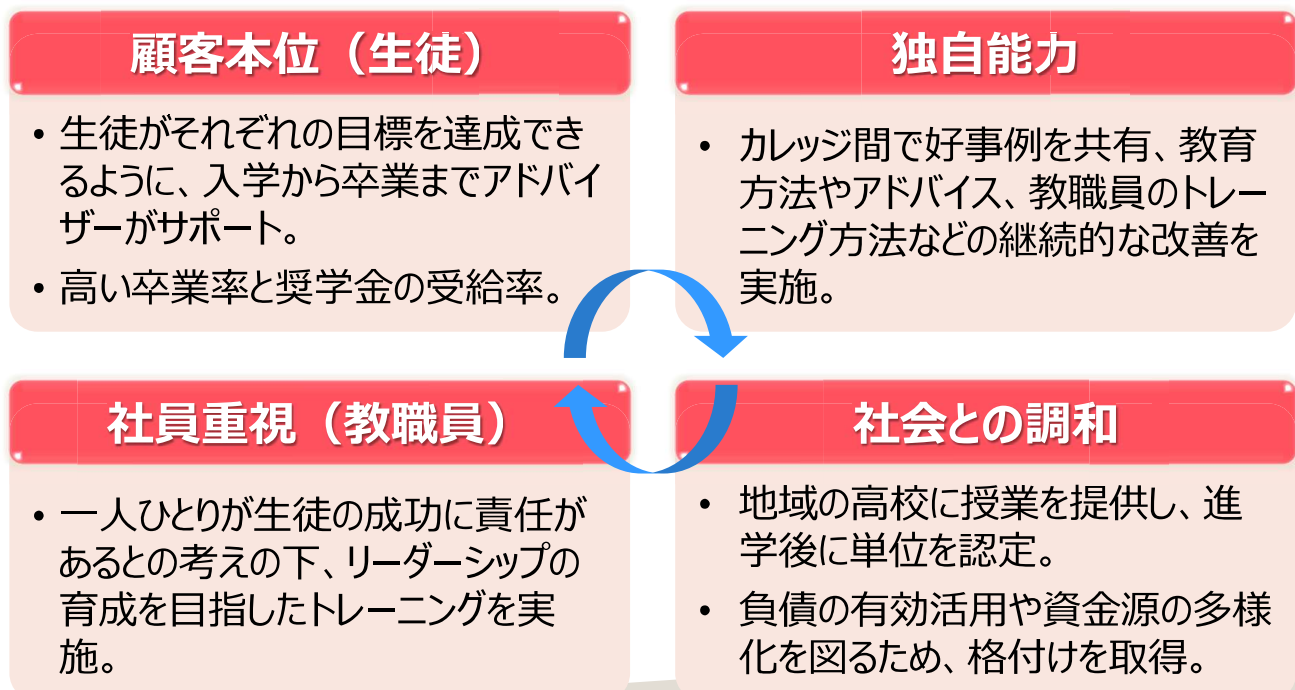 顧客本位（生徒）
• 生徒がそれぞれの目標を達成でき
るように、入学から卒業までアドバイ
ザーがサポート。
• 高い卒業率と奨学金の受給率。
独自能力
• カレッジ間で好事例を共有、教育
方法やアドバイス、教職員のトレー
ニング方法などの継続的な改善を
実施。
社員重視（教職員）
• 一人ひとりが生徒の成功に責任が
あるとの考えの下、リーダーシップの
育成を目指したトレーニングを実
施。
社会との調和
• 地域の高校に授業を提供し、進
学後に単位を認定。
• 負債の有効活用や資金源の多様
化を図るため、格付けを取得。